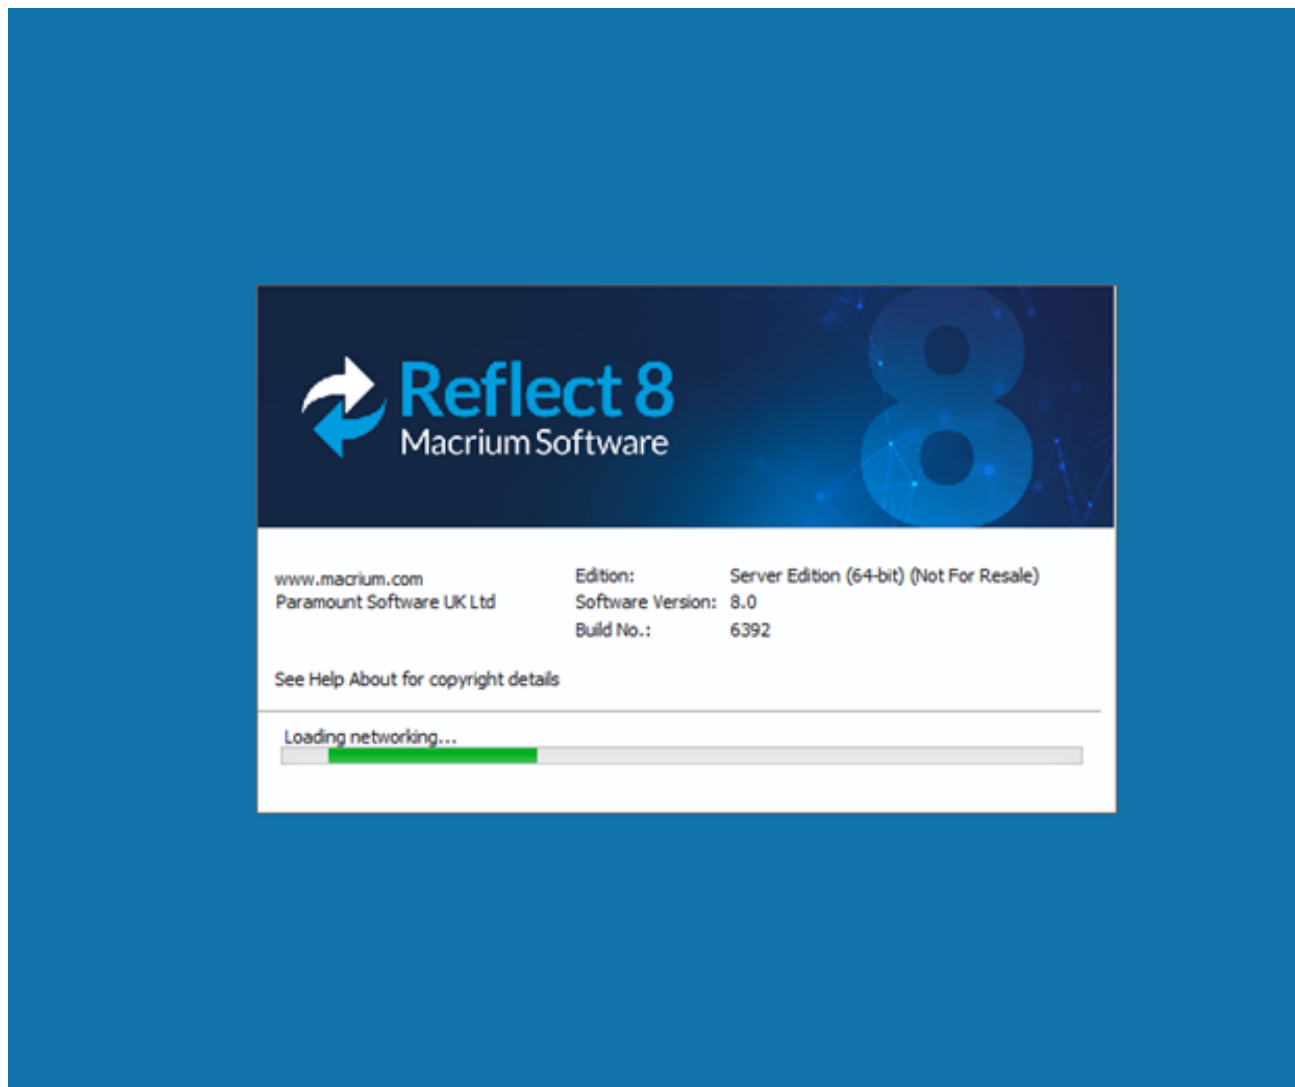 8
Reflect 8
Macrium Software
www.macrium.com
Paramount Software UK Ltd
Edition: Server Edition (64-bit) (Not For Resale)
Software Version: 8.0
Build No.: 6392
See Help About for copyright details
Loading networking...